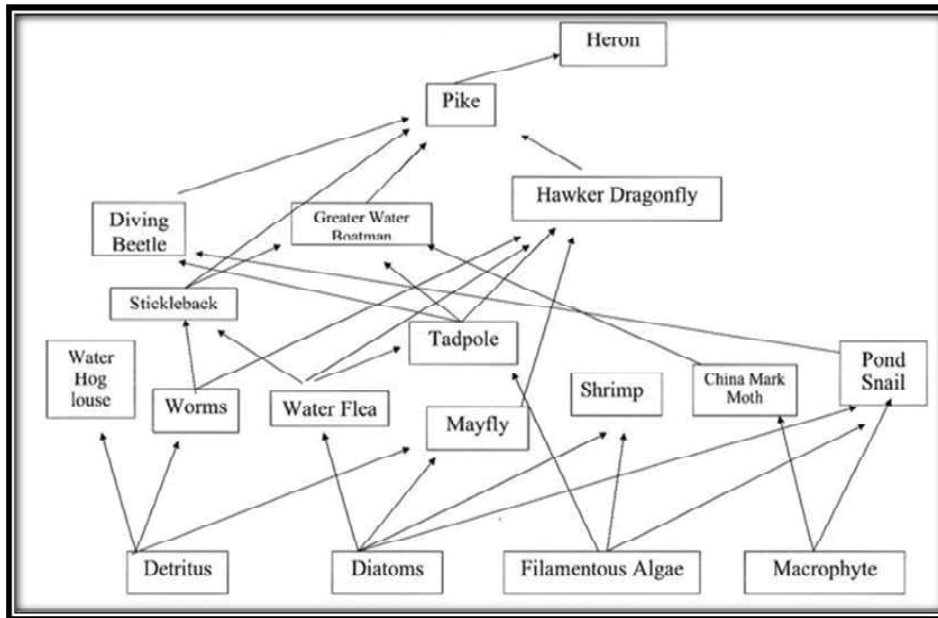 Heron
Pike
Hawker Dragonfly
Diving
Beetle
Greater Water
Boatman
Stickleback
Tadpole
Water
Hog
louse
Worms
Water Flea
Mayfly
Shrimp
China Mark
Moth
Pond
Snail
Detritus
Diatoms
Filamentous Algae
Macrophyte